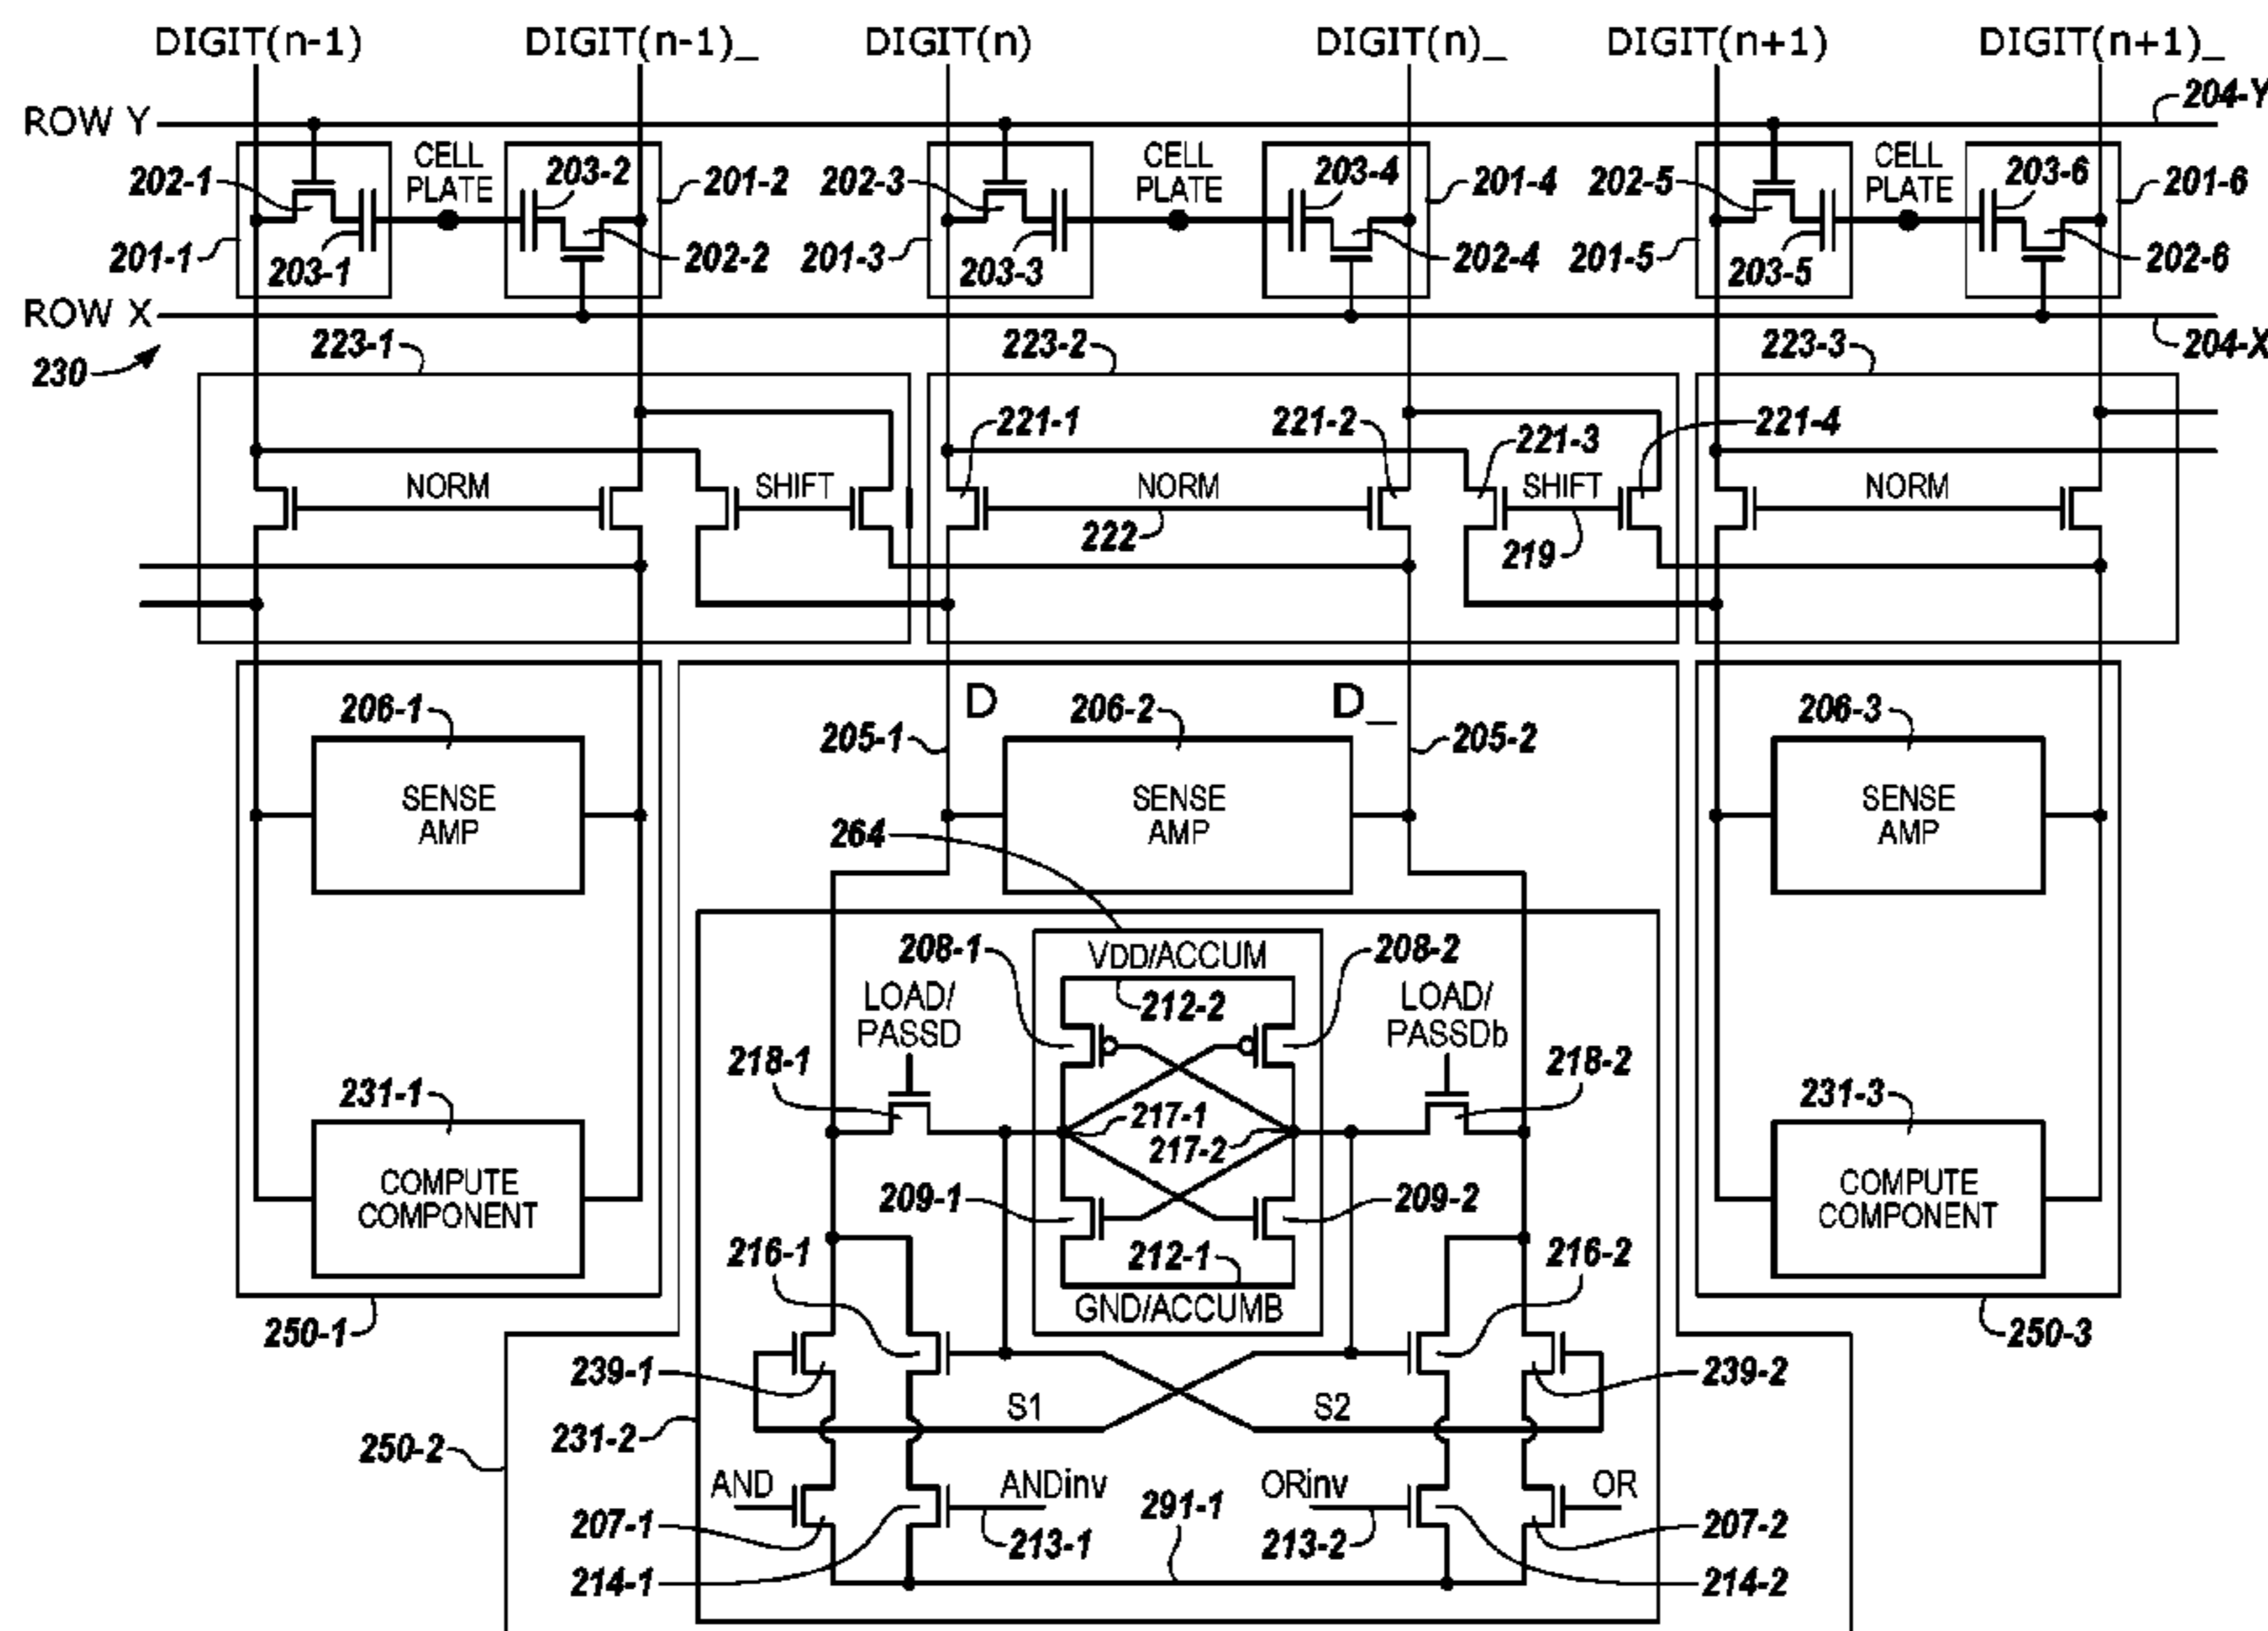 DIGIT(n-1) DIGIT(n-1)_ DIGIT(n) DIGIT(n)_ DIGIT(n+1) DIGIT(n+1)_
ROW Y 204-Y
202-1 CELL PLATE 203-2 201-2 202-3 CELL PLATE 203-4 201-4 202-5 CELL PLATE 203-6 201-6
201-1 203-1 202-2 201-3 203-3 202-4 201-5 203-5 202-6
ROW X 204-X
230 223-1 223-2 223-3
221-1 221-2 221-3 221-4
NORM SHIFT NORM SHIFT NORM
222 219
D D_
206-1 205-1 206-2 205-2 206-3
SENSE AMP SENSE AMP SENSE AMP
264
208-1 VDD/ACCUM 208-2
LOAD/ PASSD 212-2 LOAD/ PASSDb
218-1 218-2
231-1 217-1 231-3
217-2
COMPUTE COMPONENT 209-1 209-2 COMPUTE COMPONENT
216-1 212-1 216-2
GND/ACCUMB
250-1 250-3
239-1 239-2
S1 S2
250-2 231-2
AND ANDinv ORinv OR
291-1
207-1 213-1 213-2 207-2
214-1 214-2